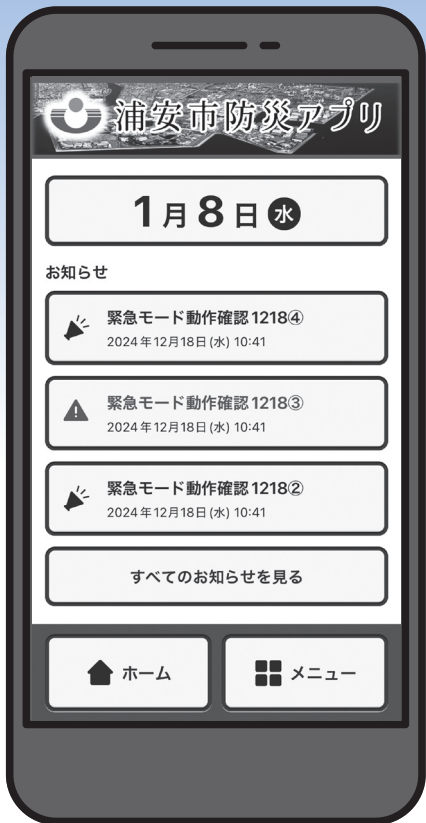 浦安市防災アプリ
1月8日 水
お知らせ
緊急モード動作確認1218④
2024年12月18日(水) 10:41
緊急モード動作確認1218③
2024年12月18日(水) 10:41
緊急モード動作確認1218②
2024年12月18日(水) 10:41
すべてのお知らせを見る
ホーム メニュー